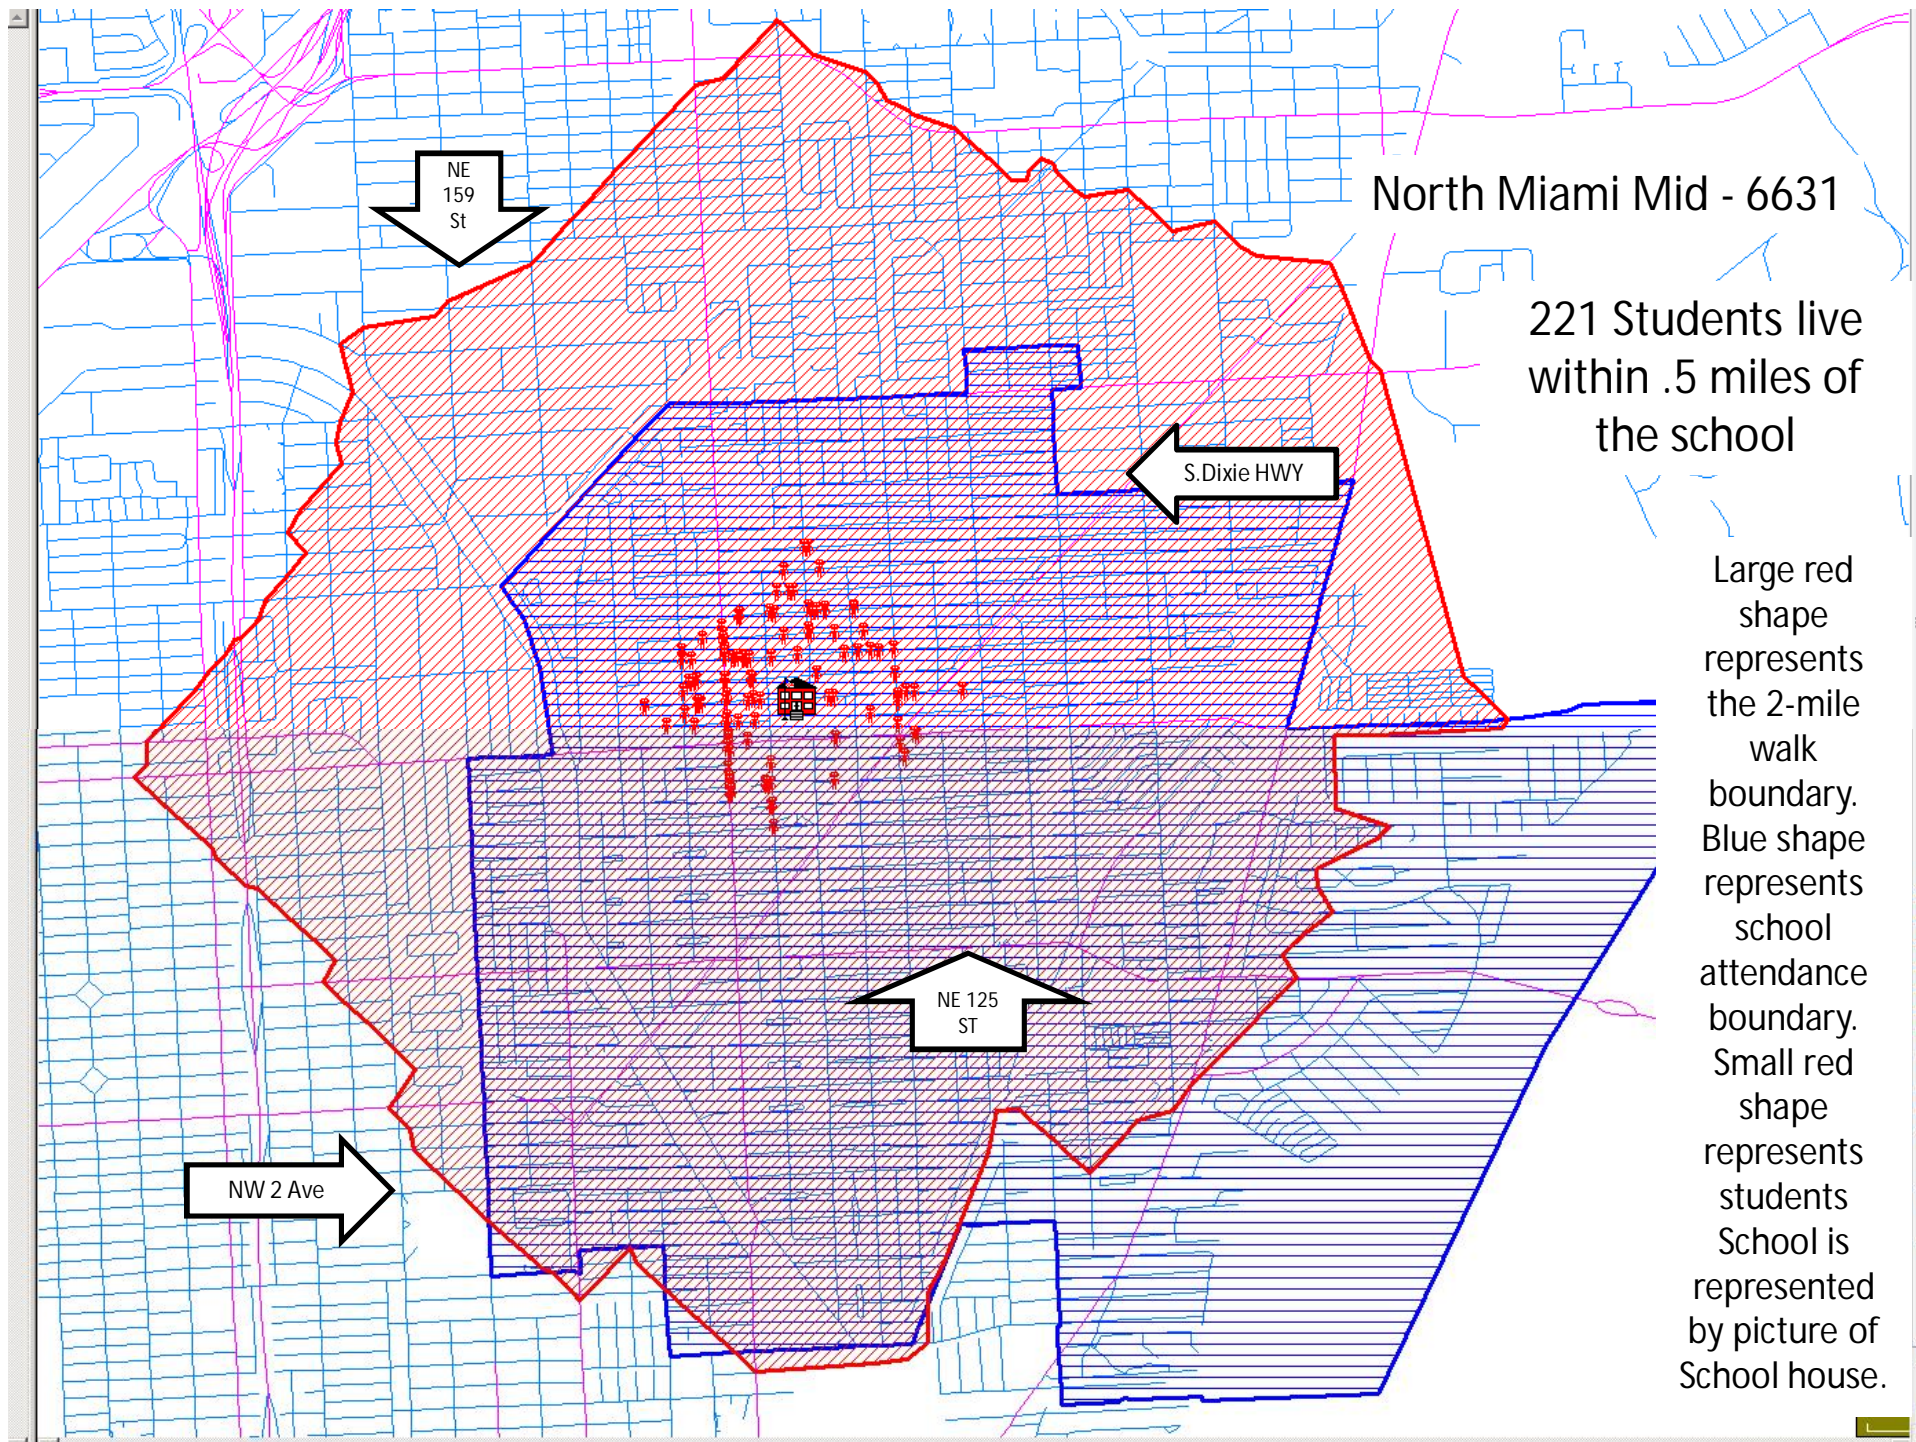 NE
159
St
North Miami Mid - 6631
221 Students live
within .5 miles of
the school
S.Dixie HWY
Large red
shape
represents
the 2-mile
walk
boundary.
Blue shape
represents
school
attendance
boundary.
Small red
shape
represents
students
School is
represented
by picture of
School house.
NE 125
ST
NW 2 Ave